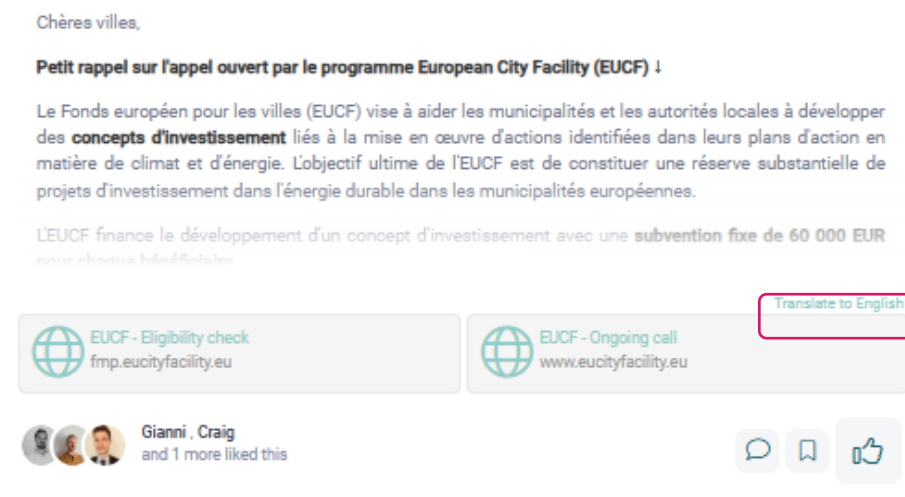 Chères villes,
Petit rappel sur l'appel ouvert par le programme European City Facility (EUCF) ↓
Le Fonds européen pour les villes (EUCF) vise à aider les municipalités et les autorités locales à développer
des concepts d'investissement liés à la mise en œuvre d'actions identifiées dans leurs plans d'action en
matière de climat et d'énergie. L'objectif ultime de l'EUCF est de constituer une réserve substantielle de
projets d'investissement dans l'énergie durable dans les municipalités européennes.
L'EUCF finance le développement d'un concept d'investissement avec une subvention fixe de 60 000 EUR
pour chaque bénéficiaire
Translate to English
EUCF - Eligibility check
fmp.eucityfacility.eu
EUCF - Ongoing call
www.eucityfacility.eu
Gianni , Craig
and 1 more liked this